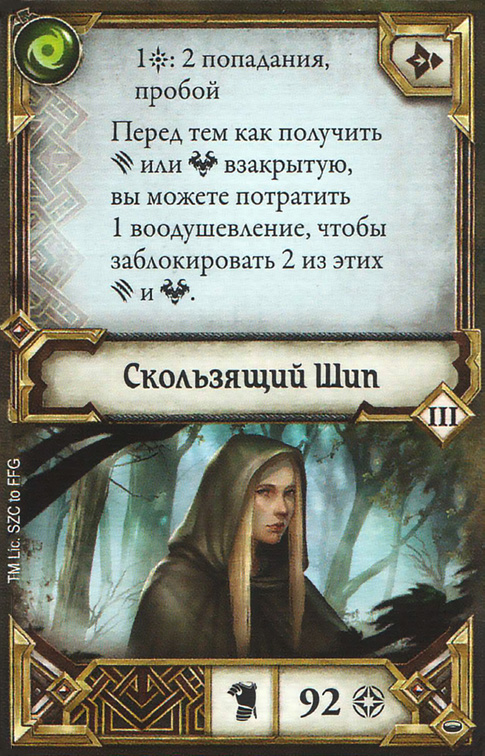 1: 2 попадания,
пробой
Перед тем как получить
или взакрытую,
вы можете потратить
1 воодушевление, чтобы
заблокировать 2 из этих
и .
Скользящий Шип
III
TM Lic. SZC to FFG
92